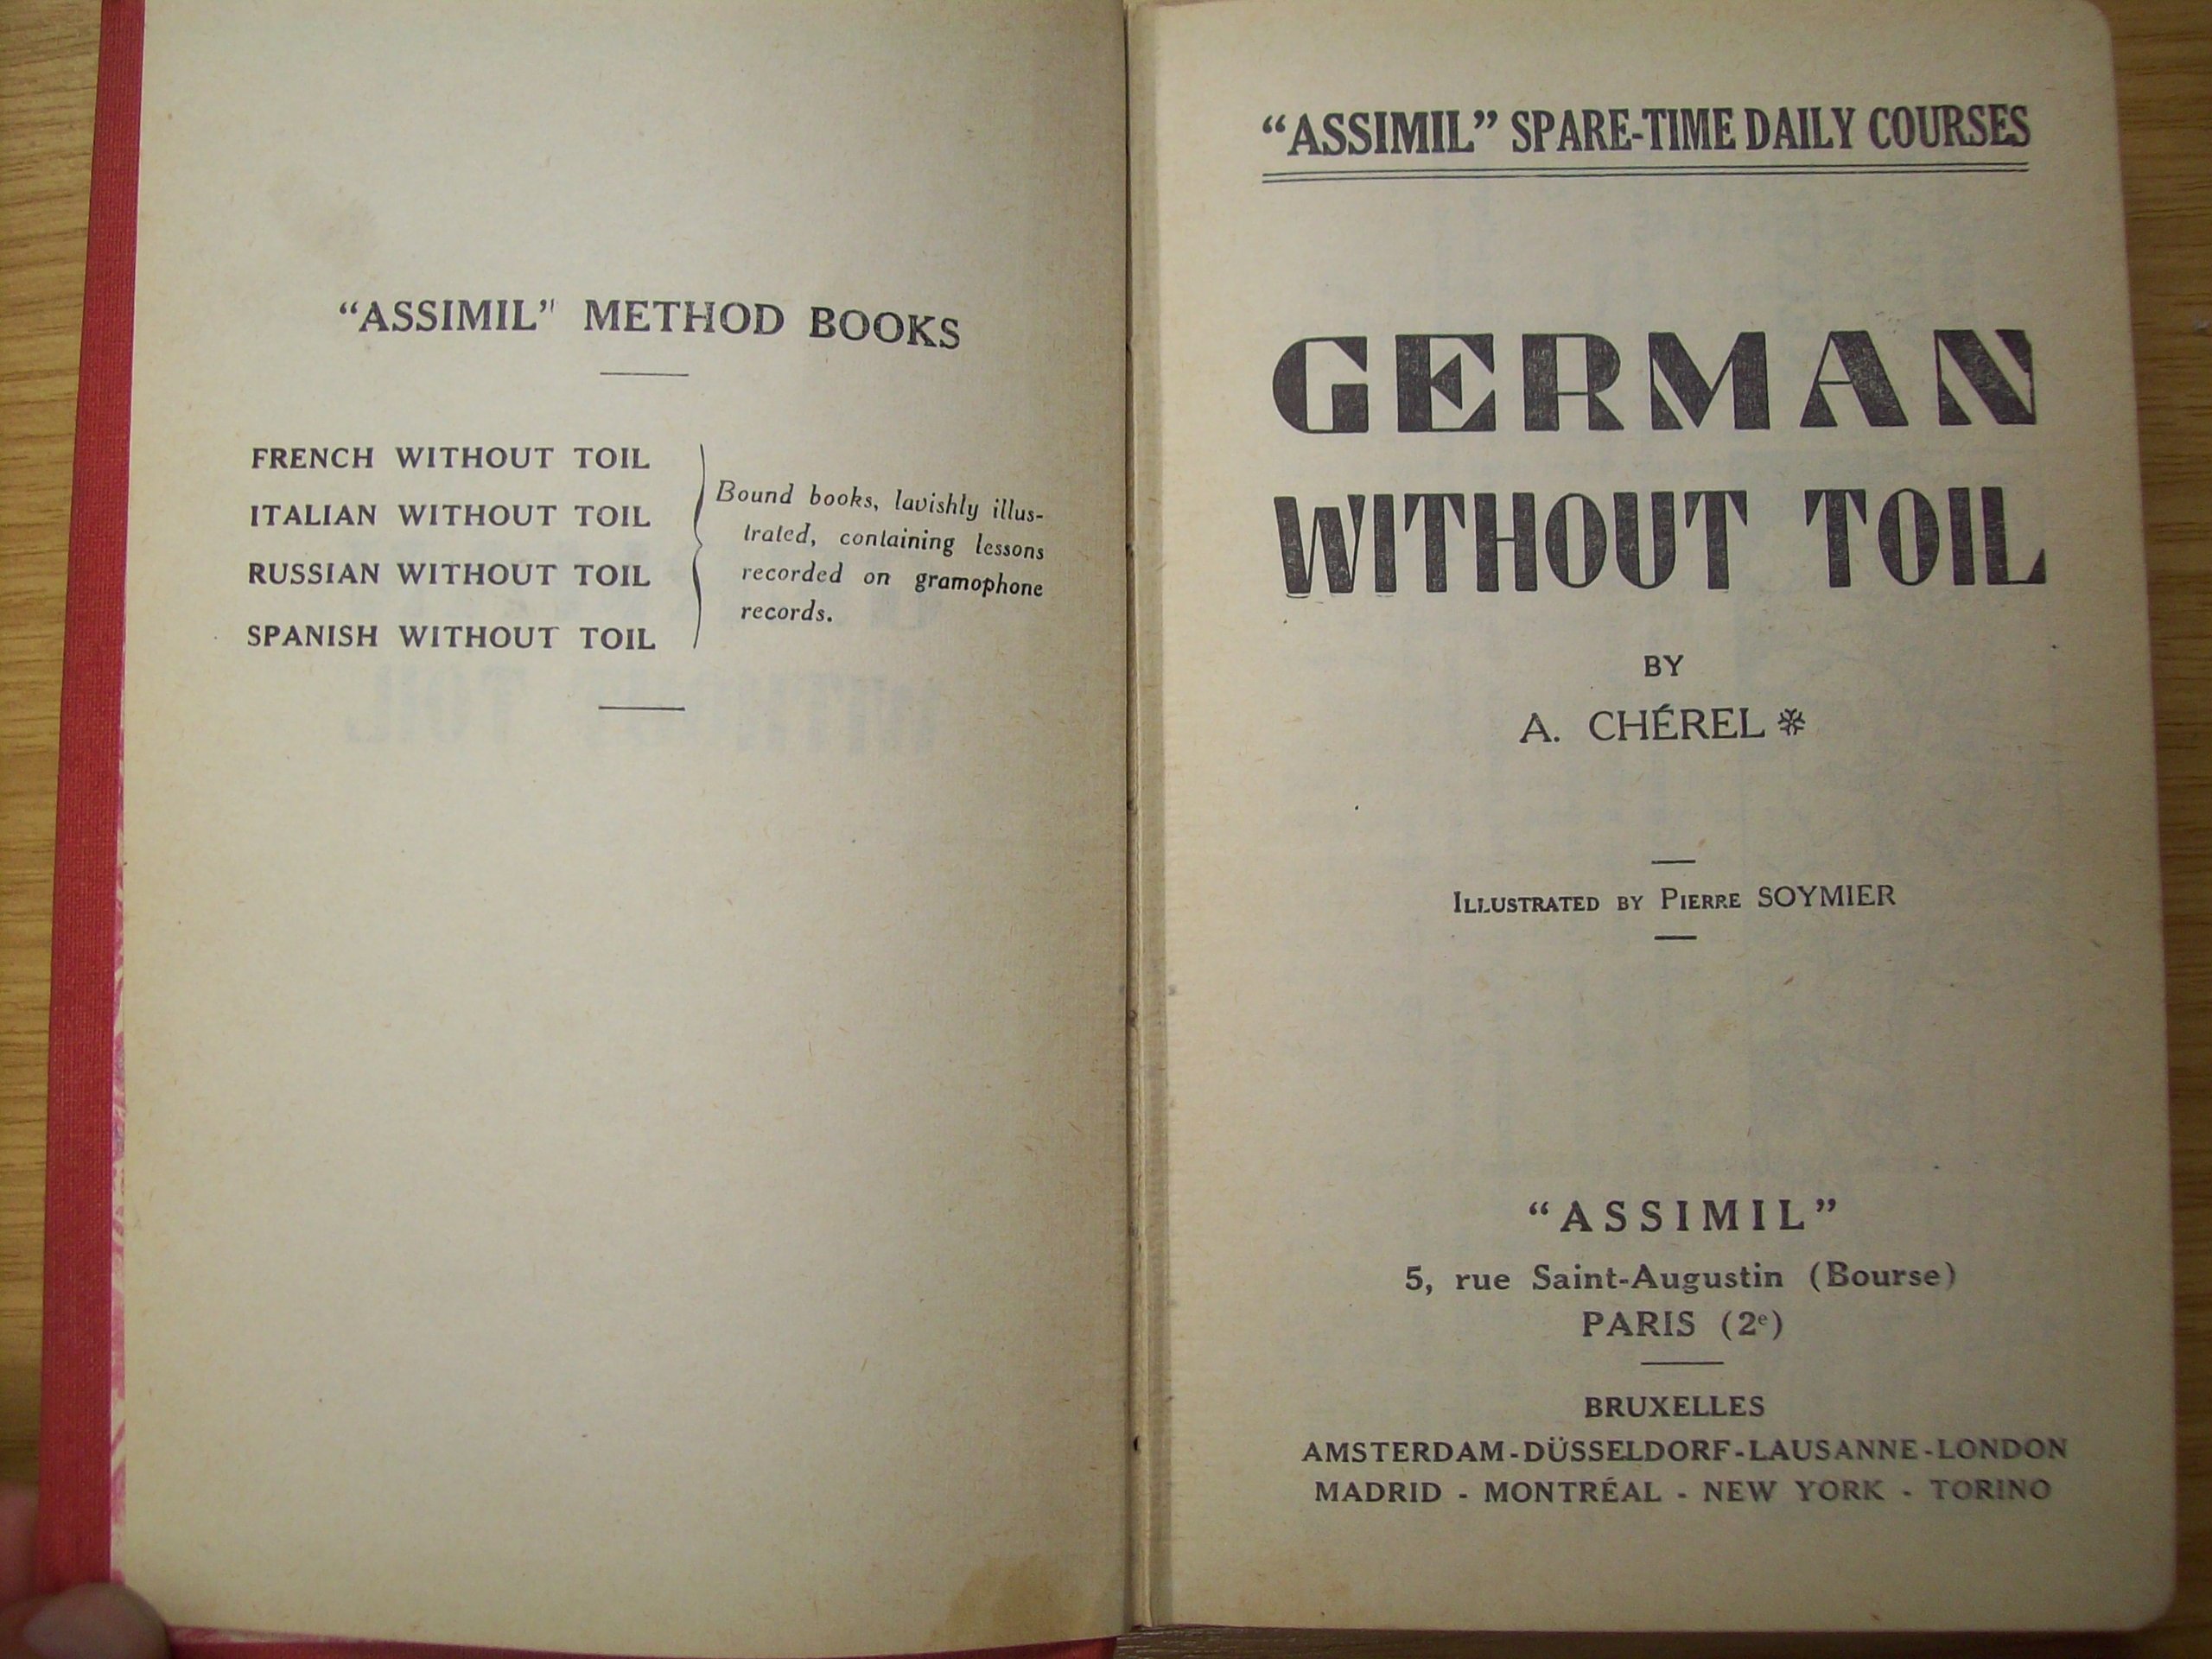 “ASSIMIL” METHOD BOOKS
FRENCH WITHOUT TOIL
ITALIAN WITHOUT TOIL
RUSSIAN WITHOUT TOIL
SPANISH WITHOUT TOIL
Bound books, lavishly illus-
trated, containing lessons
recorded on gramophone
records.
“ASSIMIL” SPARE-TIME DAILY COURSES
GERMAN
WITHOUT TOIL
BY
A. CHÉREL
ILLUSTRATED BY PIERRE SOYMIER
“ASSIMIL”
5, rue Saint-Augustin (Bourse)
PARIS (2e)
BRUXELLES
AMSTERDAM-DÜSSELDORF-LAUSANNE-LONDON
MADRID - MONTRÉAL - NEW YORK - TORINO